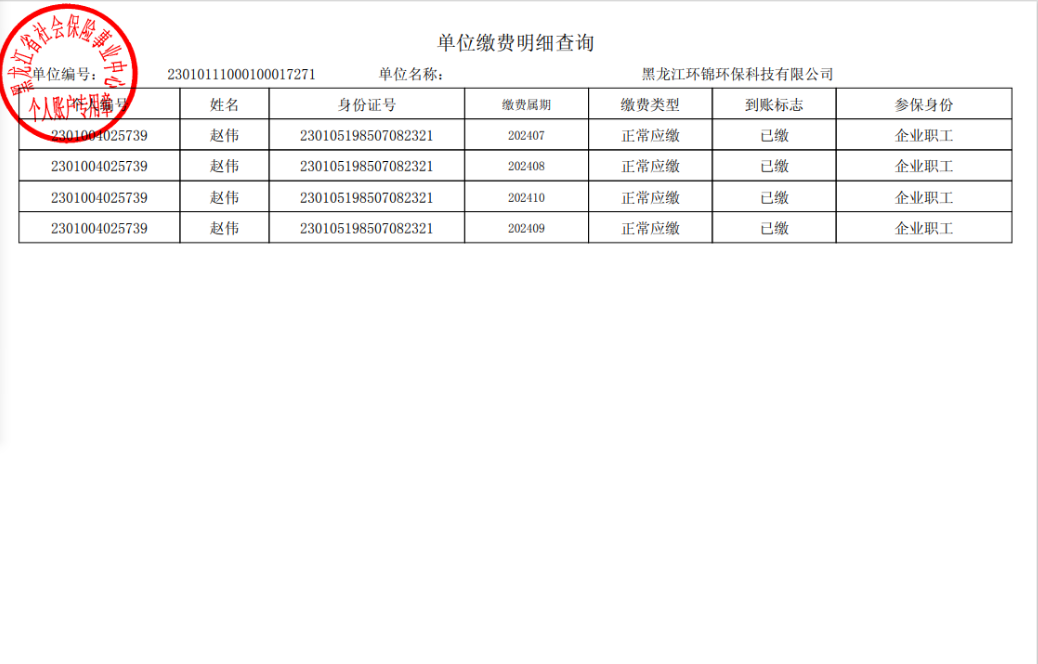 黑龙江省社会保险事业中心
个人账户专用章
单位缴费明细查询
单位编号: 23010111000100017271 单位名称: 黑龙江环锦环保科技有限公司
个人编号 姓名 身份证号 缴费属期 缴费类型 到账标志 参保身份
2301004025739 赵伟 230105198507082321 202407 正常应缴 已缴 企业职工
2301004025739 赵伟 230105198507082321 202408 正常应缴 已缴 企业职工
2301004025739 赵伟 230105198507082321 202410 正常应缴 已缴 企业职工
2301004025739 赵伟 230105198507082321 202409 正常应缴 已缴 企业职工